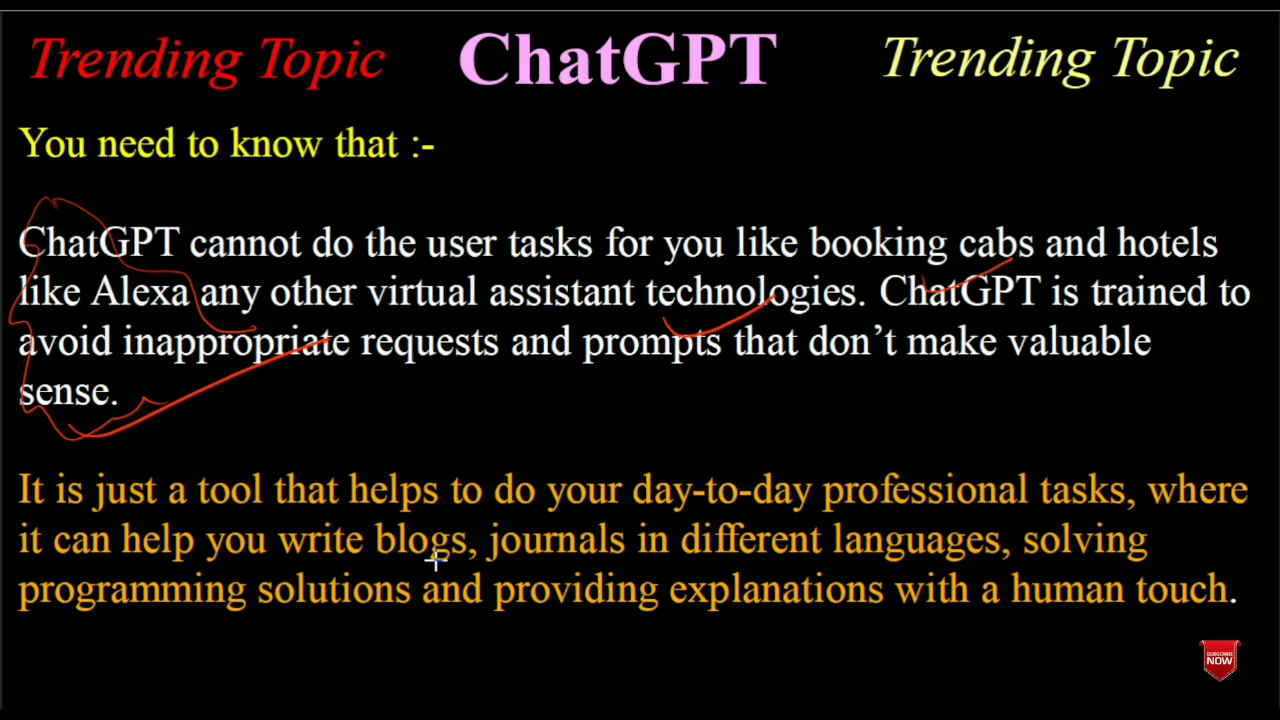 Trending Topic ChatGPT Trending Topic
You need to know that :-
ChatGPT cannot do the user tasks for you like booking cabs and hotels
like Alexa any other virtual assistant technologies. ChatGPT is trained to
avoid inappropriate requests and prompts that don’t make valuable
sense.
It is just a tool that helps to do your day-to-day professional tasks, where
it can help you write blogs, journals in different languages, solving
programming solutions and providing explanations with a human touch.
SUBSCRIBE
NOW